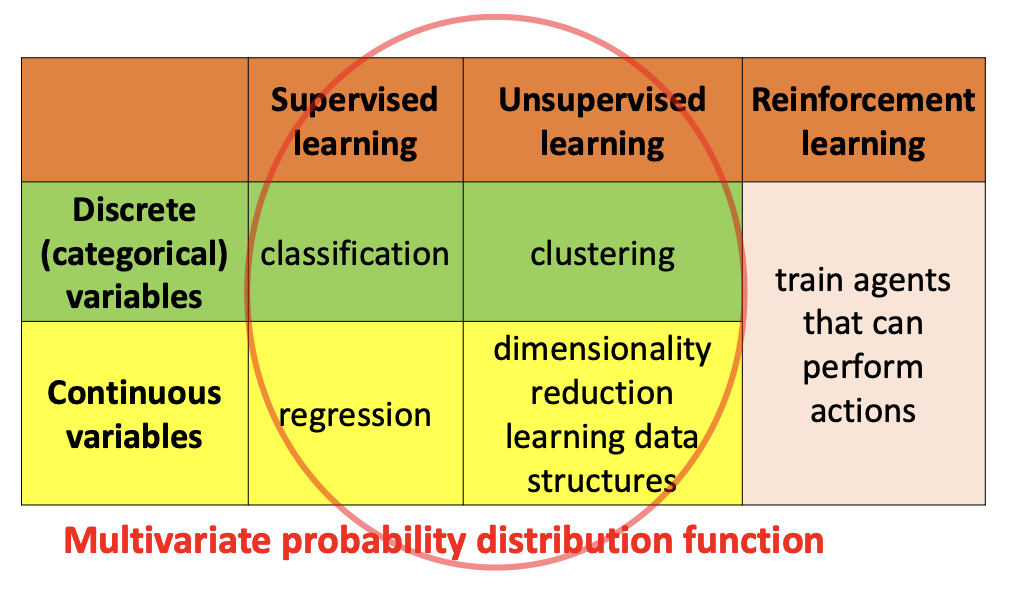 Supervised
learning
Unsupervised
learning
Reinforcement
learning
Discrete
(categorical)
variables
classification
clustering
train agents
that can
perform
actions
Continuous
variables
regression
dimensionality
reduction
learning data
structures
Multivariate probability distribution function